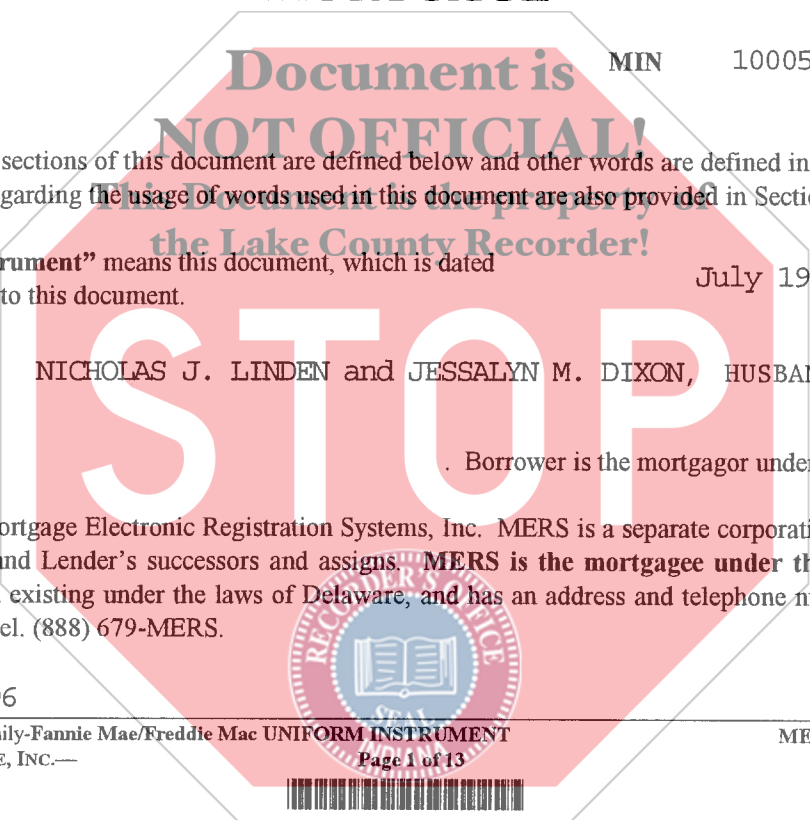 Document is
MIN 10005
NOT OFFICIAL!
sections of this document are defined below and other words are defined in
garding the usage of words used in this document are also provided in Secti
This Document is the property of
the Lake County Recorder!
rument” means this document, which is dated
July 19
to this document.
STOP
NICHOLAS J. LINDEN and JESSALYN M. DIXON, HUSBAN
. Borrower is the mortgagor under
ortgage Electronic Registration Systems, Inc. MERS is a separate corporati
and Lender’s successors and assigns. MERS is the mortgagee under th
existing under the laws of Delaware, and has an address and telephone n
el. (888) 679-MERS.
RECORDER'S OFFICE
SEAL
INDIANA
6
ily-Fannie Mae/Freddie Mac UNIFORM INSTRUMENT
ME
E, INC.—
Page 1 of 13